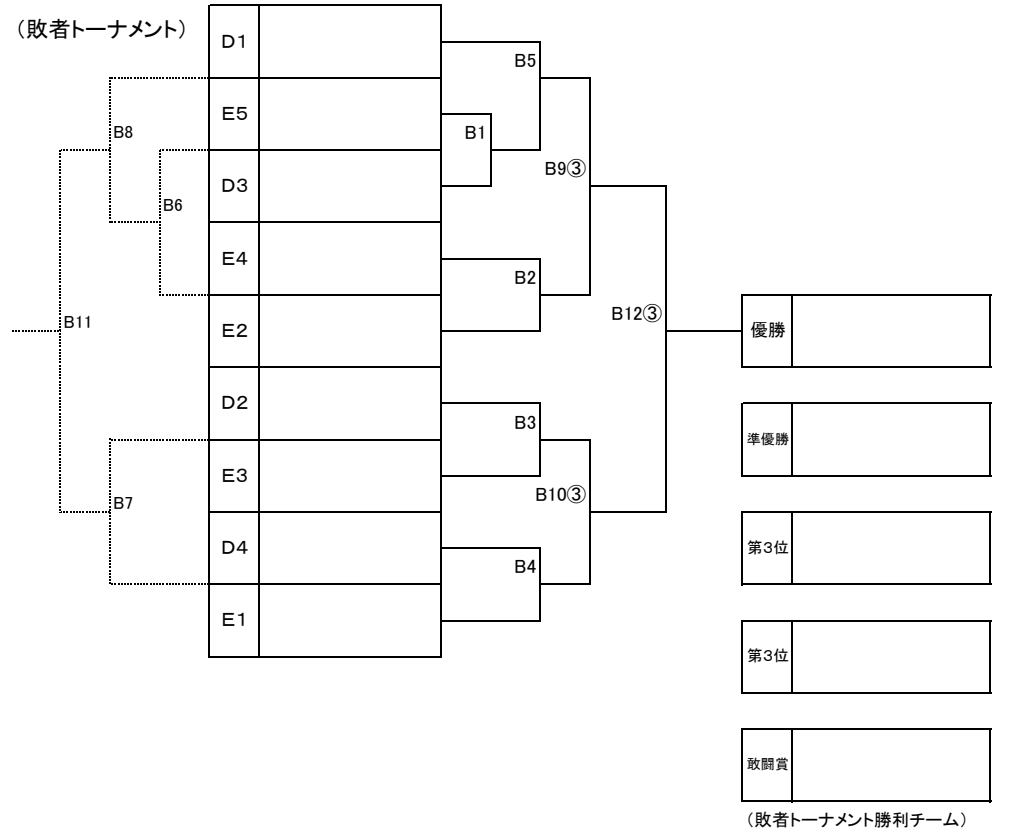 （敗者トーナメント）
D1
B5
E5
B8
B1
B9③
D3
B6
E4
B2
B12③
B11
E2
優勝
D2
B3
準優勝
E3
B10③
B7
D4
第3位
B4
E1
第3位
敢闘賞
（敗者トーナメント勝利チーム）